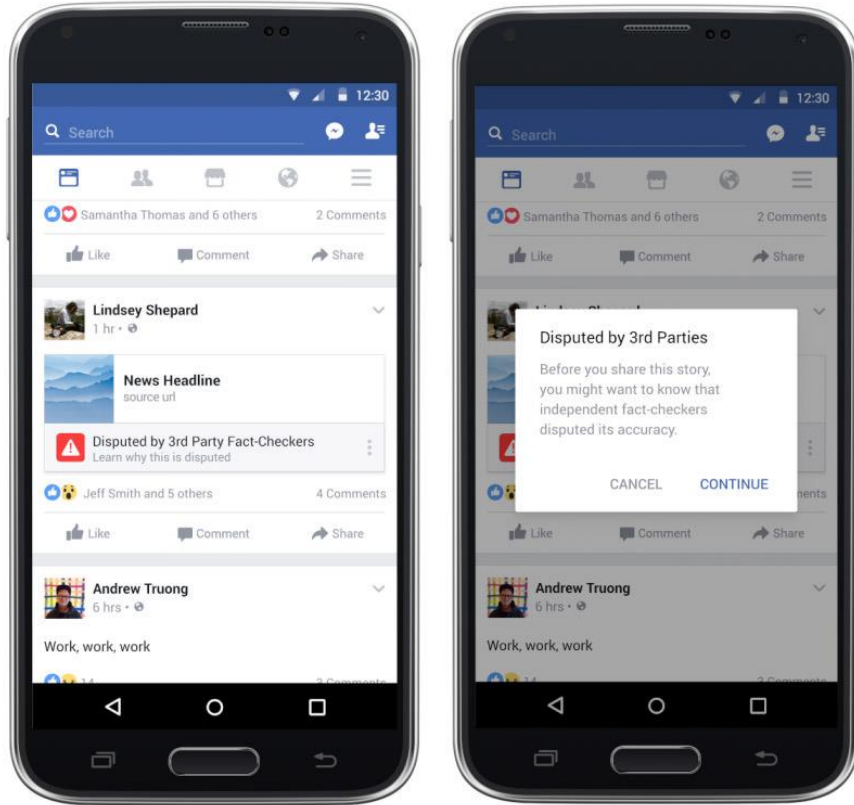 12:30
Search
Samantha Thomas and 6 others 2 Comments
Like Comment Share
Lindsey Shepard
1 hr •
News Headline
source url
Disputed by 3rd Party Fact-Checkers
Learn why this is disputed
Jeff Smith and 5 others 4 Comments
Like Comment Share
Andrew Truong
6 hrs •
Work, work, work
14 3 Comments
12:30
Search
Samantha Thomas and 6 others 2 Comments
Like Comment Share
Disputed by 3rd Parties
Before you share this story,
you might want to know that
independent fact-checkers
disputed its accuracy.
CANCEL CONTINUE
Like Comment Share
Andrew Truong
6 hrs •
Work, work, work
3 Comments